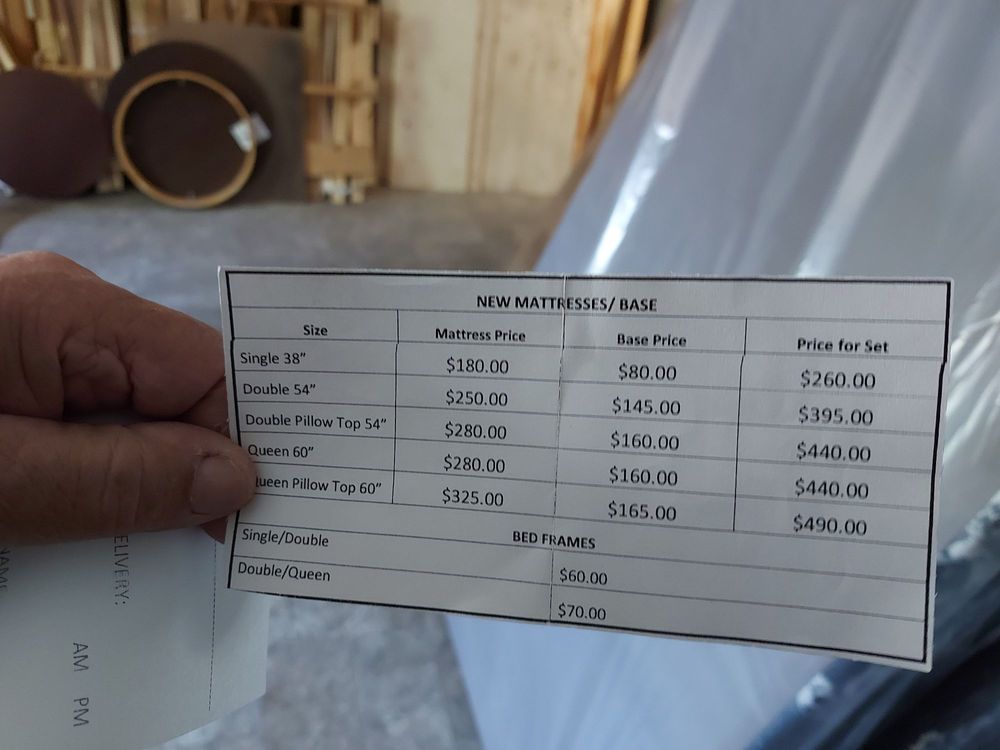 NEW MATTRESSES/ BASE
Size Mattress Price Base Price Price for Set
Single 38” $180.00 $80.00 $260.00
Double 54” $250.00 $145.00 $395.00
Double Pillow Top 54” $280.00 $160.00 $440.00
Queen 60” $280.00 $160.00 $440.00
ueen Pillow Top 60” $325.00 $165.00 $490.00
BED FRAMES
Single/Double $60.00
Double/Queen $70.00
ELIVERY:
AM PM